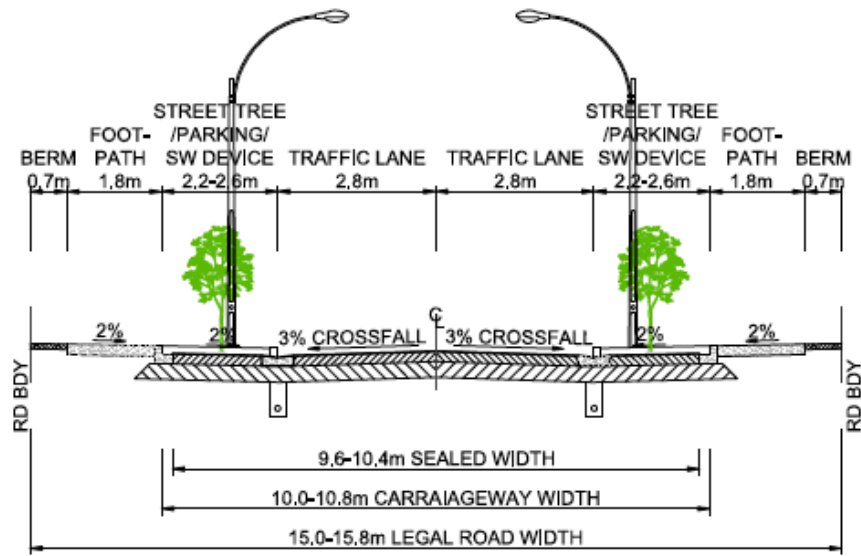 STREET TREE
/PARKING/
SW DEVICE
2.2-2.6m
FOOT-
PATH
1.8m
BERM
0.7m
TRAFFIC LANE
2.8m
TRAFFIC LANE
2.8m
STREET TREE
/PARKING/
SW DEVICE
2.2-2.6m
FOOT-
PATH
1.8m
BERM
0.7m
2%
2%
3% CROSSFALL
CL
3% CROSSFALL
2%
2%
RD BDY
RD BDY
9.6-10.4m SEALED WIDTH
10.0-10.8m CARRAIAGEWAY WIDTH
15.0-15.8m LEGAL ROAD WIDTH